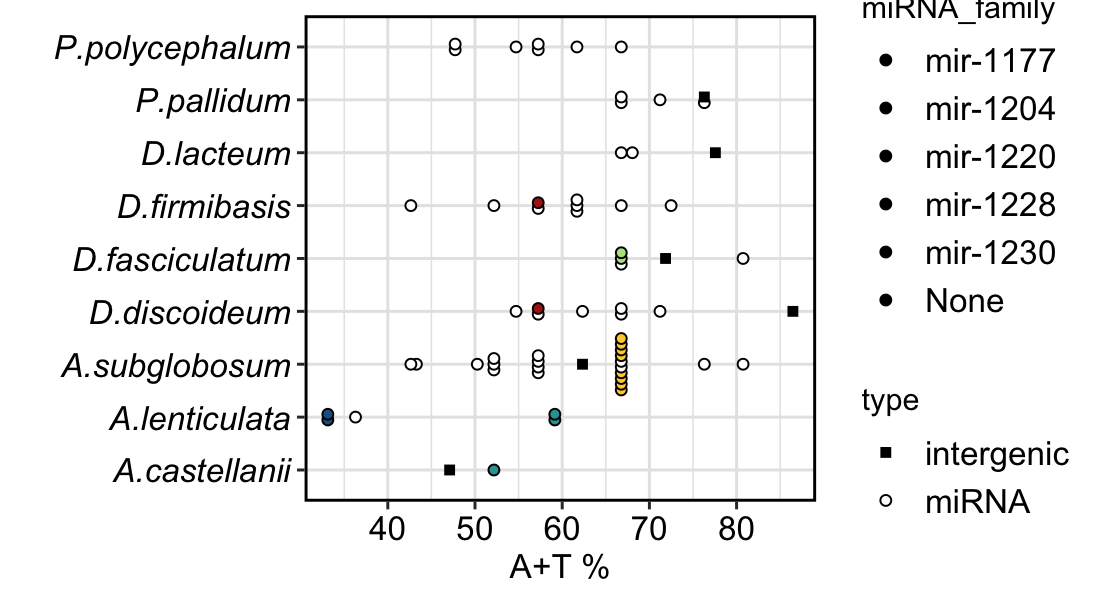 P.polycephalum
P.pallidum
D.lacteum
D.firmibasis
D.fasciculatum
D.discoideum
A.subglobosum
A.lenticulata
A.castellanii
40 50 60 70 80
A+T %
miRNA_family
mir-1177
mir-1204
mir-1220
mir-1228
mir-1230
None
type
intergenic
miRNA